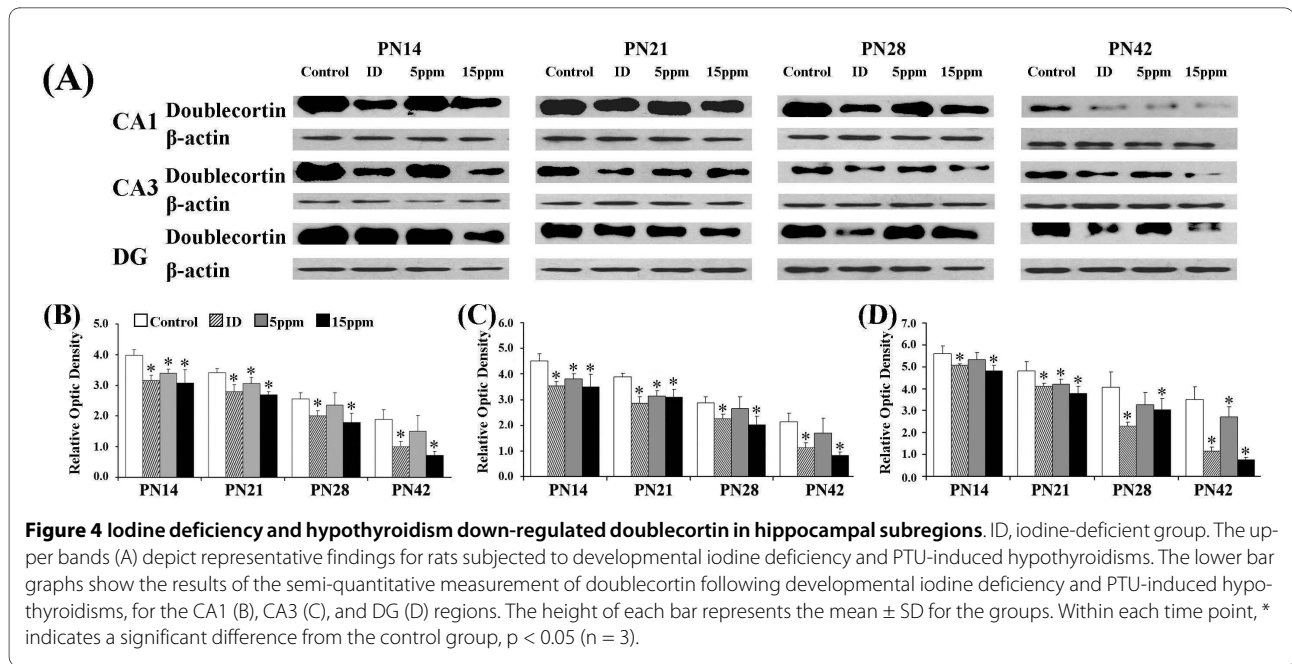 PN14 PN21 PN28 PN42
Control ID 5ppm 15ppm Control ID 5ppm 15ppm Control ID 5ppm 15ppm Control ID 5ppm 15ppm
(A)
CA1 Doublecortin
β-actin
CA3 Doublecortin
β-actin
DG Doublecortin
β-actin
(B)
Control ID 5ppm 15ppm
Relative Optic Density
5.0
4.0
3.0
2.0
1.0
0.0
* * *
* * *
* *
* *
PN14 PN21 PN28 PN42
(C)
Relative Optic Density
6.0
5.0
4.0
3.0
2.0
1.0
0.0
* * *
* * *
* *
* *
PN14 PN21 PN28 PN42
(D)
Relative Optic Density
7.0
6.0
5.0
4.0
3.0
2.0
1.0
0.0
* *
* * *
*
* * *
PN14 PN21 PN28 PN42
Figure 4 Iodine deficiency and hypothyroidism down-regulated doublecortin in hippocampal subregions. ID, iodine-deficient group. The up-
per bands (A) depict representative findings for rats subjected to developmental iodine deficiency and PTU-induced hypothyroidisms. The lower bar
graphs show the results of the semi-quantitative measurement of doublecortin following developmental iodine deficiency and PTU-induced hypo-
thyroidisms, for the CA1 (B), CA3 (C), and DG (D) regions. The height of each bar represents the mean ± SD for the groups. Within each time point, *
indicates a significant difference from the control group, p < 0.05 (n = 3).